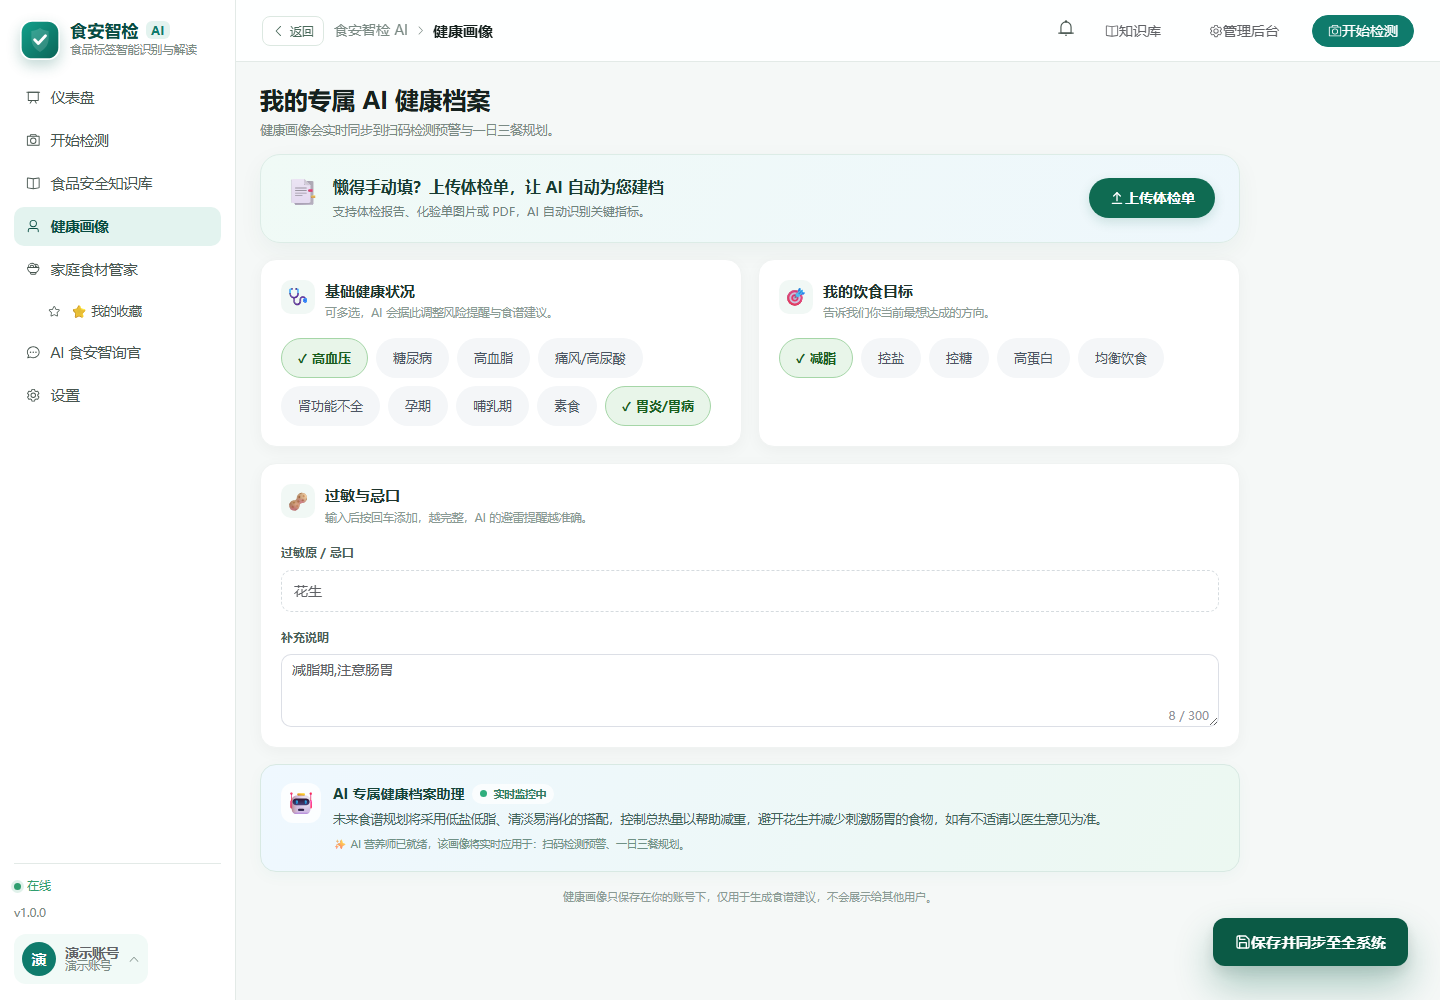 食安智检 AI
食品标签智能识别与解读
仪表盘
开始检测
食品安全知识库
健康画像
家庭食材管家
我的收藏
AI 食安智询官
设置
在线
v1.0.0
演
演示账号
演示账号
返回
食安智检 AI
健康画像
知识库
管理后台
开始检测
我的专属 AI 健康档案
健康画像会实时同步到扫码检测预警与一日三餐规划。
懒得手动填？上传体检单，让 AI 自动为您建档
支持体检报告、化验单图片或 PDF，AI 自动识别关键指标。
上传体检单
基础健康状况
可多选，AI 会据此调整风险提醒与食谱建议。
✓ 高血压
糖尿病
高血脂
痛风/高尿酸
肾功能不全
孕期
哺乳期
素食
✓ 胃炎/胃病
我的饮食目标
告诉我们你当前最想达成的方向。
✓ 减脂
控盐
控糖
高蛋白
均衡饮食
过敏与忌口
输入后按回车添加，越完整，AI 的避雷提醒越准确。
过敏原 / 忌口
花生
补充说明
减脂期,注意肠胃
8 / 300
AI 专属健康档案助理
实时监控中
未来食谱规划将采用低盐低脂、清淡易消化的搭配，控制总热量以帮助减重，避开花生并减少刺激肠胃的食物，如有不适请以医生意见为准。
AI 营养师已就绪，该画像将实时应用于：扫码检测预警、一日三餐规划。
健康画像只保存在你的账号下，仅用于生成食谱建议，不会展示给其他用户。
保存并同步至全系统